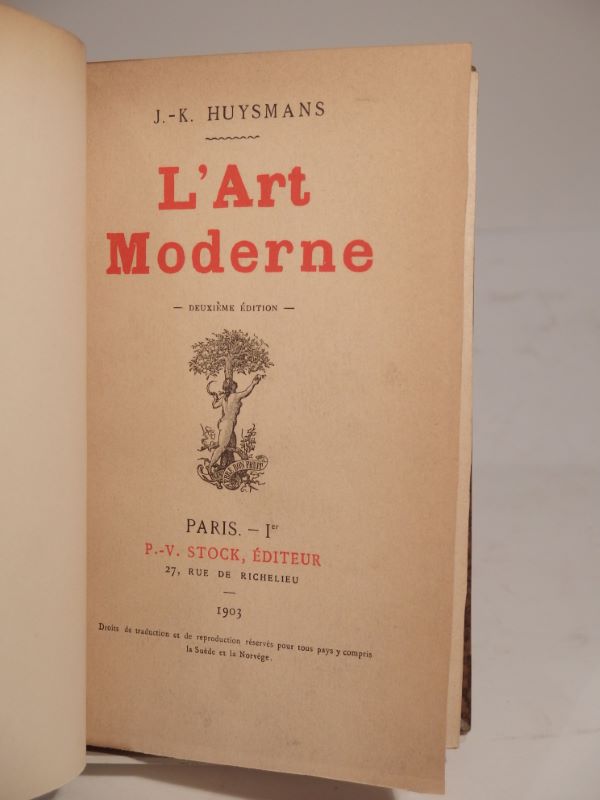 J.-K. HUYSMANS
L'Art
Moderne
— DEUXIÈME ÉDITION —
PARIS. — Iᵉʳ
P.-V. STOCK, ÉDITEUR
27, RUE DE RICHELIEU
1903
Droits de traduction et de reproduction réservés pour tous pays y compris
la Suède et la Norvège.